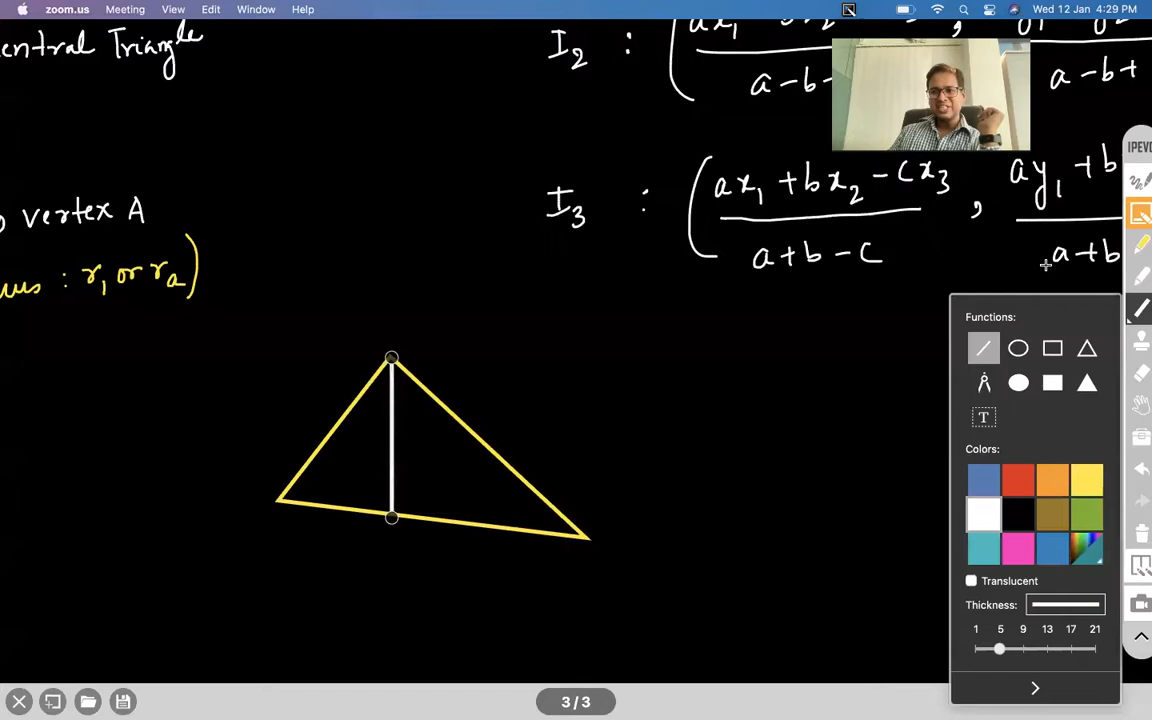 zoom.us Meeting View Edit Window Help Wed 12 Jan 4:29 PM
entral Triangle
I2 :
a-b-
a-b+
IPEVO
I3 : (ax1 + bx2 - cx3 / a+b-c , ay1 + b / a+b
vertex A
: r1 or ra)
Functions:
T
Colors:
Translucent
Thickness:
1 5 9 13 17 21
3 / 3